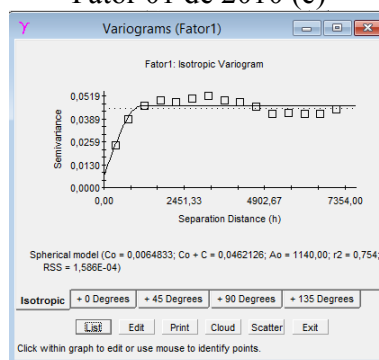 Fator 01 de 2010 (c)
Variograms (Fator1)
Fator1: Isotropic Variogram
0,0519
0,0389
0,0259
0,0130
0,0000
Semivariance
0,00 2451,33 4902,67 7354,00
Separation Distance (h)
Spherical model (Co = 0,0064833; Co + C = 0,0462126; Ao = 1140,00; r2 = 0,754;
RSS = 1,586E-04)
Isotropic + 0 Degrees + 45 Degrees + 90 Degrees + 135 Degrees
List Edit Print Cloud Scatter Exit
Click within graph to edit or use mouse to identify points.